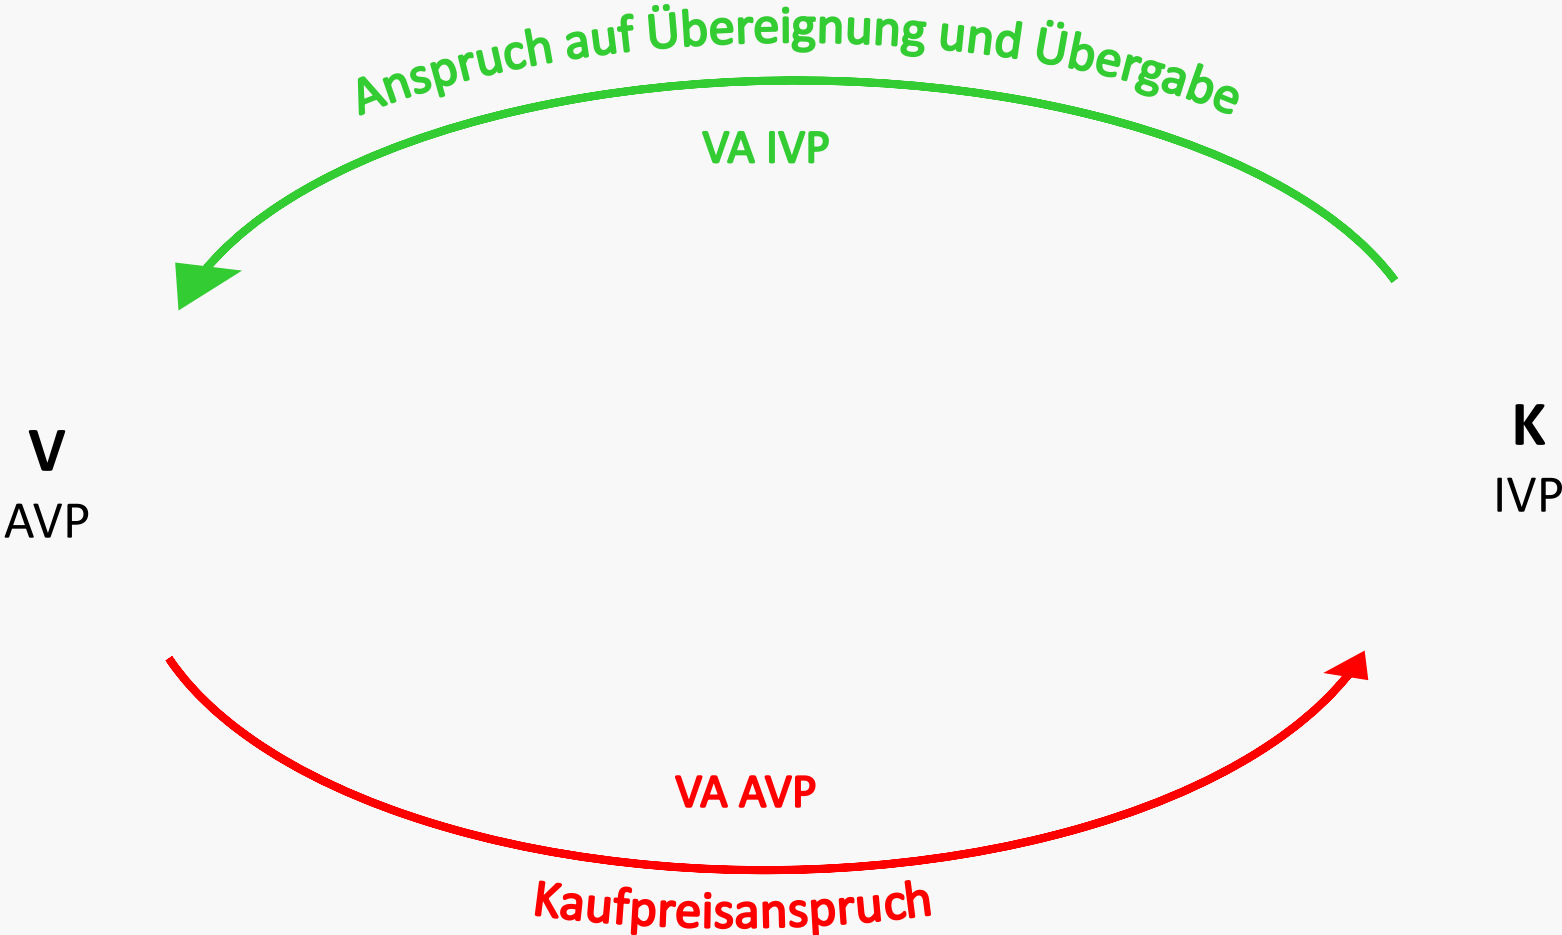 Anspruch auf Übereignung und Übergabe
VA IVP
V
AVP
K
IVP
VA AVP
Kaufpreisanspruch